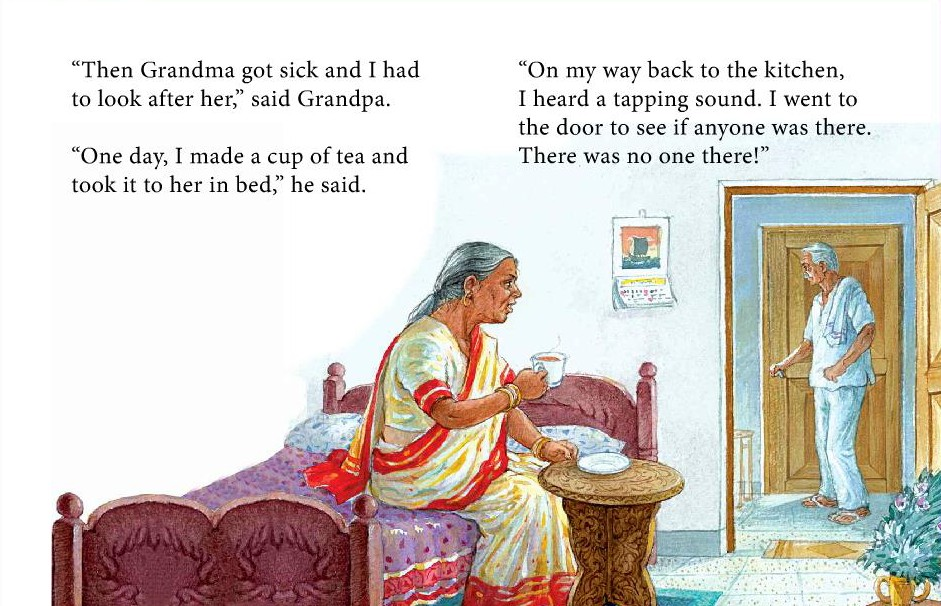 “Then Grandma got sick and I had
to look after her,” said Grandpa.
“One day, I made a cup of tea and
took it to her in bed,” he said.
“On my way back to the kitchen,
I heard a tapping sound. I went to
the door to see if anyone was there.
There was no one there!”